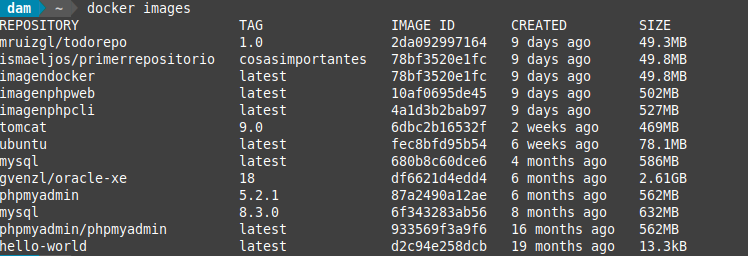 dam ~ docker images
REPOSITORY TAG IMAGE ID CREATED SIZE
mruizgl/todorepo 1.0 2da092997164 9 days ago 49.3MB
ismaeljos/primerrepositorio cosasimportantes 78bf3520e1fc 9 days ago 49.8MB
imagendocker latest 78bf3520e1fc 9 days ago 49.8MB
imagenphpweb latest 10af0695de45 9 days ago 502MB
imagenphpcli latest 4a1d3b2bab97 9 days ago 527MB
tomcat 9.0 6dbc2b16532f 2 weeks ago 469MB
ubuntu latest fec8bfd95b54 6 weeks ago 78.1MB
mysql latest 680b8c60dce6 4 months ago 586MB
gvenzl/oracle-xe 18 df6621d4edd4 6 months ago 2.61GB
phpmyadmin 5.2.1 87a2490a12ae 6 months ago 562MB
mysql 8.3.0 6f343283ab56 8 months ago 632MB
phpmyadmin/phpmyadmin latest 933569f3a9f6 16 months ago 562MB
hello-world latest d2c94e258dcb 19 months ago 13.3kB